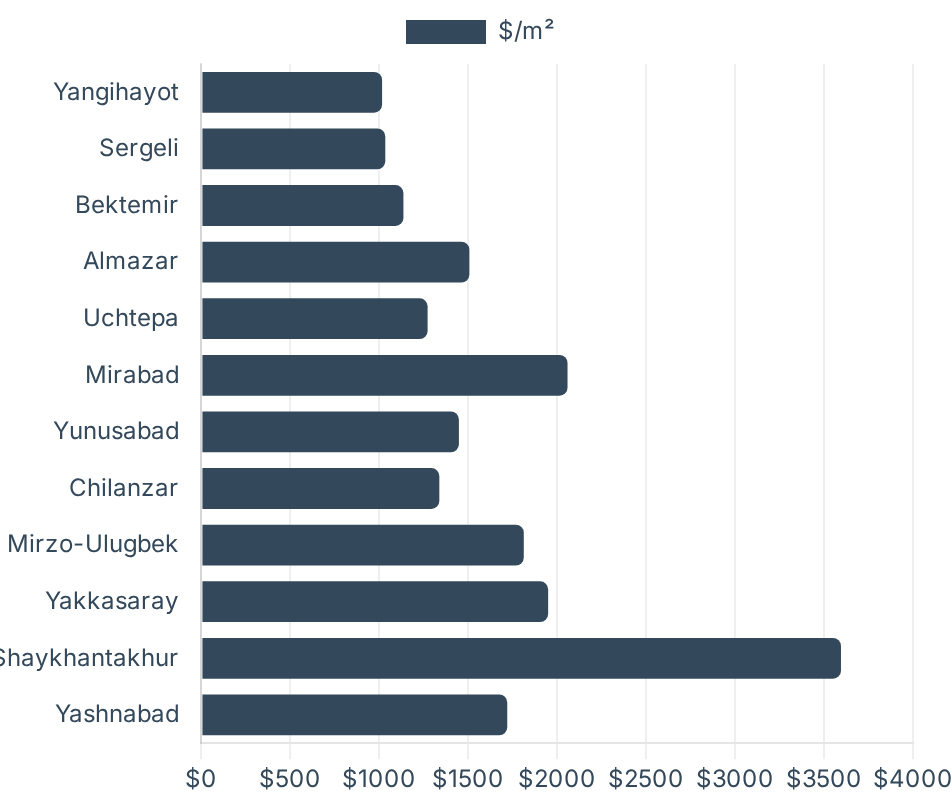 $/m²
Yangihayot
Sergeli
Bektemir
Almazar
Uchtepa
Mirabad
Yunusabad
Chilanzar
Mirzo-Ulugbek
Yakkasaray
Shaykhantakhur
Yashnabad
$0 $500 $1000 $1500 $2000 $2500 $3000 $3500 $4000